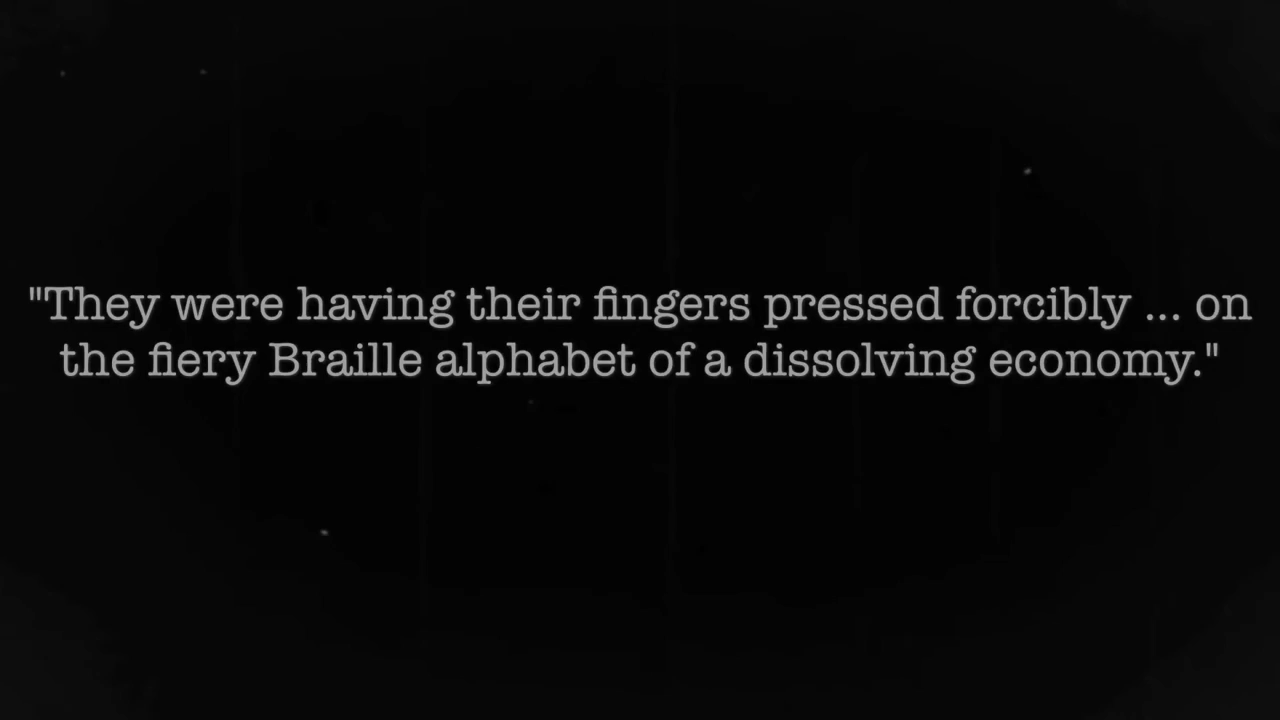 "They were having their fingers pressed forcibly ... on
the fiery Braille alphabet of a dissolving economy."